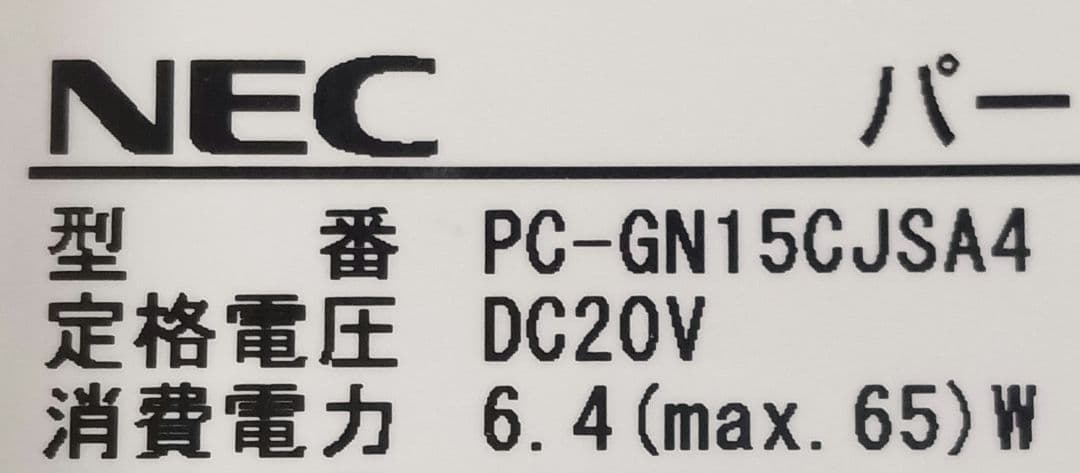 NEC パー
型番 PC-GN15CJSA4
定格電圧 DC20V
消費電力 6.4(max.65)W